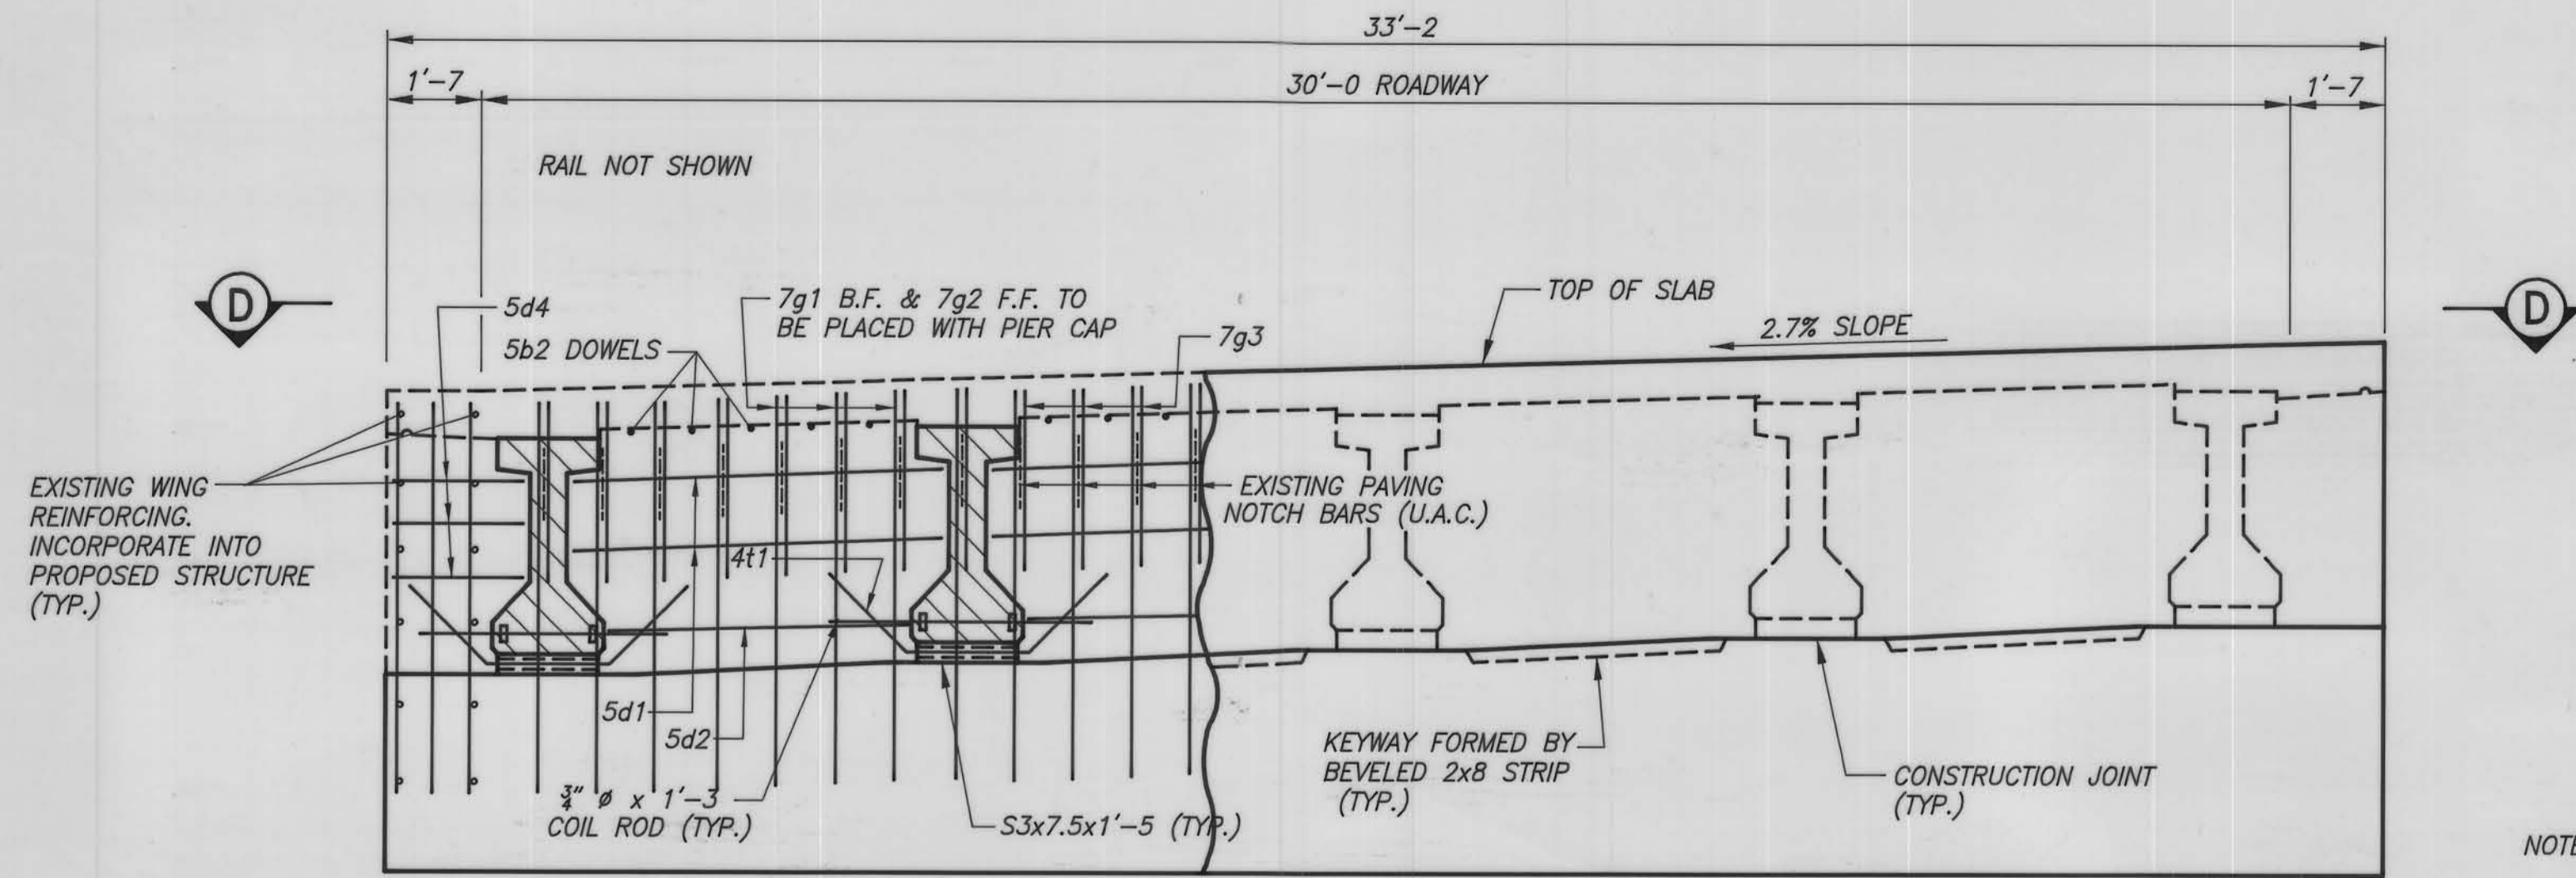 33'-2
1'-7
30'-0 ROADWAY
1'-7
RAIL NOT SHOWN
D
5d4
7g1 B.F. & 7g2 F.F. TO
BE PLACED WITH PIER CAP
5b2 DOWELS
7g3
TOP OF SLAB
2.7% SLOPE
D
EXISTING WING
REINFORCING.
INCORPORATE INTO
PROPOSED STRUCTURE
(TYP.)
EXISTING PAVING
NOTCH BARS (U.A.C.)
4t1
5d1
5d2
3/4" ø x 1'-3
COIL ROD (TYP.)
S3x7.5x1'-5 (TYP.)
KEYWAY FORMED BY
BEVELED 2x8 STRIP
(TYP.)
CONSTRUCTION JOINT
(TYP.)
NOTE